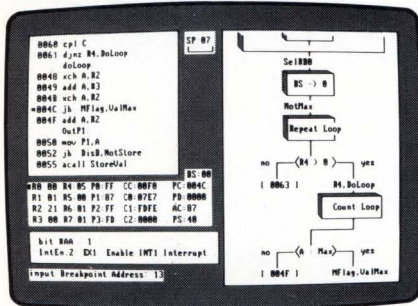 0060 cpl C
0061 djnz R4,DoLoop
doLoop
0048 xch A,R2
0049 add A,R3
004B xch A,R2
004C jb MFlag,ValMax
004F add A,R2
OutP1
0050 mov P1,A
0052 jb DisB,NotStore
0055 acall StoreVal
SP:07
BS:00
R0 00 R4:05 P0:FF CC:00F0 PC:004C
R1 01 R5 00 P1:B7 C0:07E7 PD:0000
R2 21 R6 01 P2:FF C1:FDFE AC:87
R3 00 R7 01 P3:FD C2:0000 PS:40
bit 0AA : 1
IntEn.2 EX1 Enable INT1 Interrupt
input Breakpoint Address: 13
SelRB0
BS -> 0
NotMax
Repeat Loop
no R4 > 0 yes
[ 0063 ] R4,DoLoop
Count Loop
no A : Max yes
[ 004F ] MFlag,ValMax